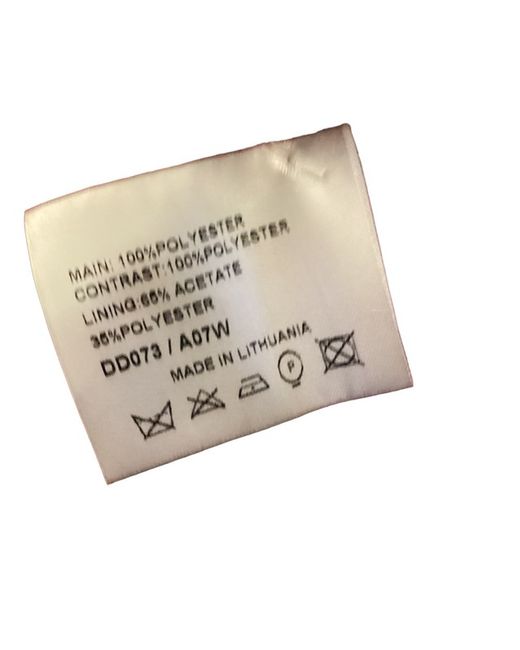 MAIN: 100%POLYESTER
CONTRAST:100%POLYESTER
LINING:65% ACETATE
35%POLYESTER
DD073 / A07W
MADE IN LITHUANIA
P